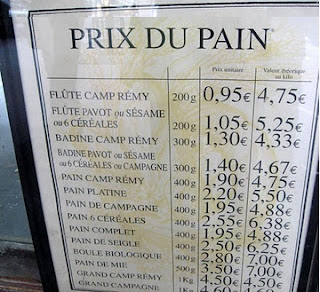 PRIX DU PAIN
Prix unitaire Valeur théorique
au kilo
FLÛTE CAMP RÉMY 200g 0,95€ 4,75€
FLÛTE PAVOT ou SÉSAME
ou 6 CÉRÉALES 200g 1,05€ 5,25€
BADINE CAMP RÉMY 300g 1,30€ 4,33€
BADINE PAVOT ou SÉSAME
ou 6 CÉRÉALES ou CAMPAGNE 300g 1,40€ 4,67€
PAIN CAMP RÉMY 400g 1,90€ 4,75€
PAIN PLATINE 400g 2,20€ 5,50€
PAIN DE CAMPAGNE 400g 1,95€ 4,88€
PAIN 6 CÉRÉALES 400g 2,55€ 6,38€
PAIN COMPLET 400g 1,95€ 4,88€
PAIN DE SEIGLE 400g 2,50€ 6,25€
BOULE BIOLOGIQUE 400g 2,80€ 7,00€
PAIN DE MIE 500g 3,50€ 7,00€
GRAND CAMP RÉMY 1Kg 4,50€ 4,50€
GRAND CAMPAGNE 1Kg